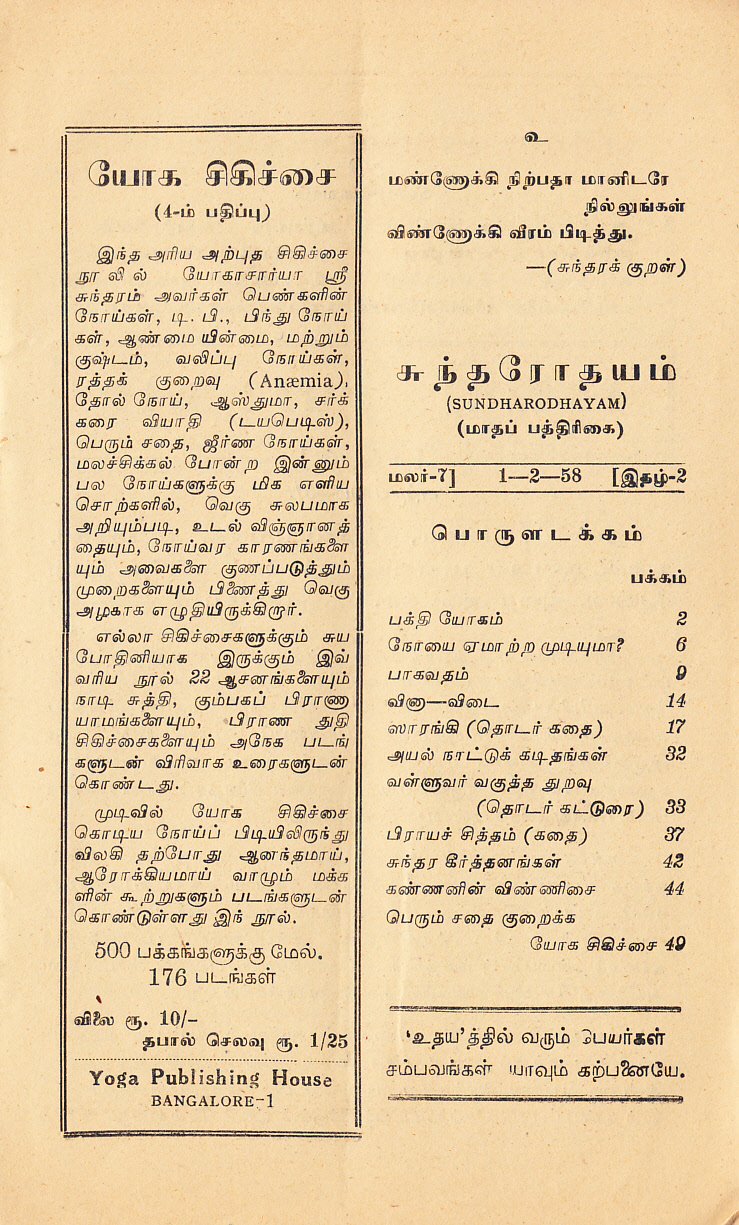 யோக சிகிச்சை
(4-ம் பதிப்பு)
இந்த அரிய அற்புத சிகிச்சை
நூலில் யோகாசார்யா ஸ்ரீ
சுந்தரம் அவர்கள் பெண்களின்
நோய்கள், டி. பி., பிந்து நோய்
கள், ஆண்மை யின்மை, மற்றும்
குஷ்டம், வலிப்பு நோய்கள்,
ரத்தக் குறைவு (Anæmia),
தோல் நோய், ஆஸ்துமா, சர்க்
கரை வியாதி (டயபெடிஸ்),
பெரும் சதை, ஜீர்ண நோய்கள்,
மலச்சிக்கல் போன்ற இன்னும்
பல நோய்களுக்கு மிக எளிய
சொற்களில், வெகு சுலபமாக
அறியும்படி, உடல் விஞ்ஞானத்
தையும், நோய்வர காரணங்களை
யும் அவைகளை குணப்படுத்தும்
முறைகளையும் பிணைத்து வெகு
அழகாக எழுதியிருக்கிறார்.
எல்லா சிகிச்சைகளுக்கும் சுய
போதினியாக இருக்கும் இவ்
வரிய நூல் 22 ஆசனங்களையும்
நாடி சுத்தி, கும்பகப் பிராணா
யாமங்களையும், பிராண துதி
சிகிச்சைகளையும் அநேக படங்
களுடன் விரிவாக உரைகளுடன்
கொண்டது.
முடிவில் யோக சிகிச்சை
கொடிய நோய்ப் பிடியிலிருந்து
விலகி தற்போது ஆனந்தமாய்,
ஆரோக்கியமாய் வாழும் மக்க
ளின் கூற்றுகளும் படங்களுடன்
கொண்டுள்ளது இந் நூல்.
500 பக்கங்களுக்கு மேல்.
176 படங்கள்
விலை ரூ. 10/-
தபால் செலவு ரூ. 1/25
Yoga Publishing House
BANGALORE-1
உ
மண்ணோக்கி நிற்பதா மானிடரே
நில்லுங்கள்
விண்ணோக்கி வீரம் பிடித்து.
—(சுந்தரக் குறள்)
சுந்தரோதயம்
(SUNDHARODHAYAM)
(மாதப் பத்திரிகை)
மலர்-7] 1—2—58 [இதழ்-2
பொருளடக்கம்
பக்கம்
பக்தி யோகம் 2
நோயை ஏமாற்ற முடியுமா? 6
பாகவதம் 9
வினா—விடை 14
ஸாரங்கி (தொடர் கதை) 17
அயல் நாட்டுக் கடிதங்கள் 32
வள்ளுவர் வகுத்த துறவு
(தொடர் கட்டுரை) 33
பிராயச் சித்தம் (கதை) 37
சுந்தர கீர்த்தனங்கள் 42
கண்ணனின் விண்ணிசை 44
பெரும் சதை குறைக்க
யோக சிகிச்சை 49
‘உதய’த்தில் வரும் பெயர்கள்
சம்பவங்கள் யாவும் கற்பனையே.